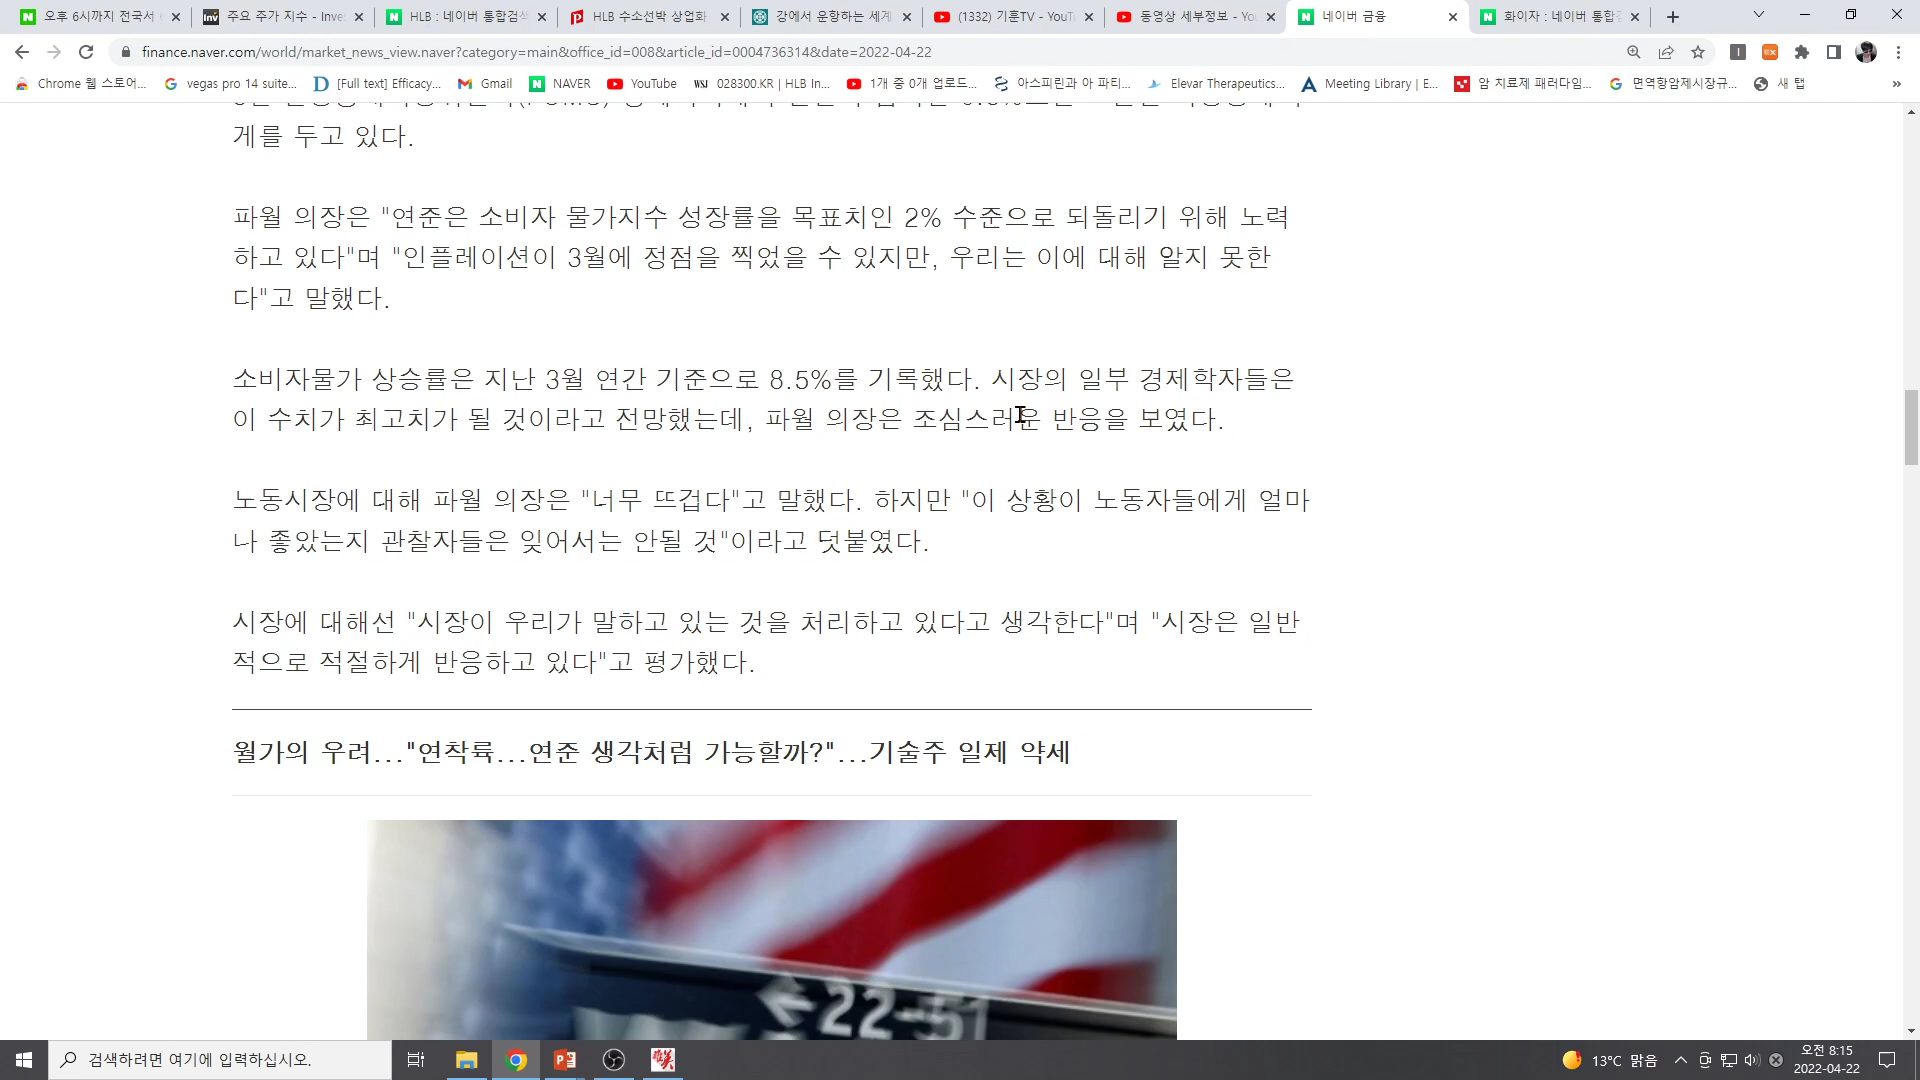 오후 6시까지 전국서
주요 주가 지수 - Inve
HLB : 네이버 통합검색
HLB 수소선박 상업화
강에서 운항하는 세계
(1332) 기훈TV - YouTu
동영상 세부정보 - You
네이버 금융
화이자 : 네이버 통합검
finance.naver.com/world/market_news_view.naver?category=main&office_id=008&article_id=0004736314&date=2022-04-22
Chrome 웹 스토어...
vegas pro 14 suite...
[Full text] Efficacy...
Gmail
NAVER
YouTube
028300.KR | HLB In...
1개 중 0개 업로드...
아스피린과 아 파티...
Elevar Therapeutics...
Meeting Library | E...
암 치료제 패러다임...
면역항암제시장규...
새 탭
게를 두고 있다.
파월 의장은 "연준은 소비자 물가지수 성장률을 목표치인 2% 수준으로 되돌리기 위해 노력
하고 있다"며 "인플레이션이 3월에 정점을 찍었을 수 있지만, 우리는 이에 대해 알지 못한
다"고 말했다.
소비자물가 상승률은 지난 3월 연간 기준으로 8.5%를 기록했다. 시장의 일부 경제학자들은
이 수치가 최고치가 될 것이라고 전망했는데, 파월 의장은 조심스러운 반응을 보였다.
노동시장에 대해 파월 의장은 "너무 뜨겁다"고 말했다. 하지만 "이 상황이 노동자들에게 얼마
나 좋았는지 관찰자들은 잊어서는 안될 것"이라고 덧붙였다.
시장에 대해선 "시장이 우리가 말하고 있는 것을 처리하고 있다고 생각한다"며 "시장은 일반
적으로 적절하게 반응하고 있다"고 평가했다.
월가의 우려..."연착륙...연준 생각처럼 가능할까?"...기술주 일제 약세
22-51
검색하려면 여기에 입력하십시오.
13°C 맑음
오전 8:15
2022-04-22